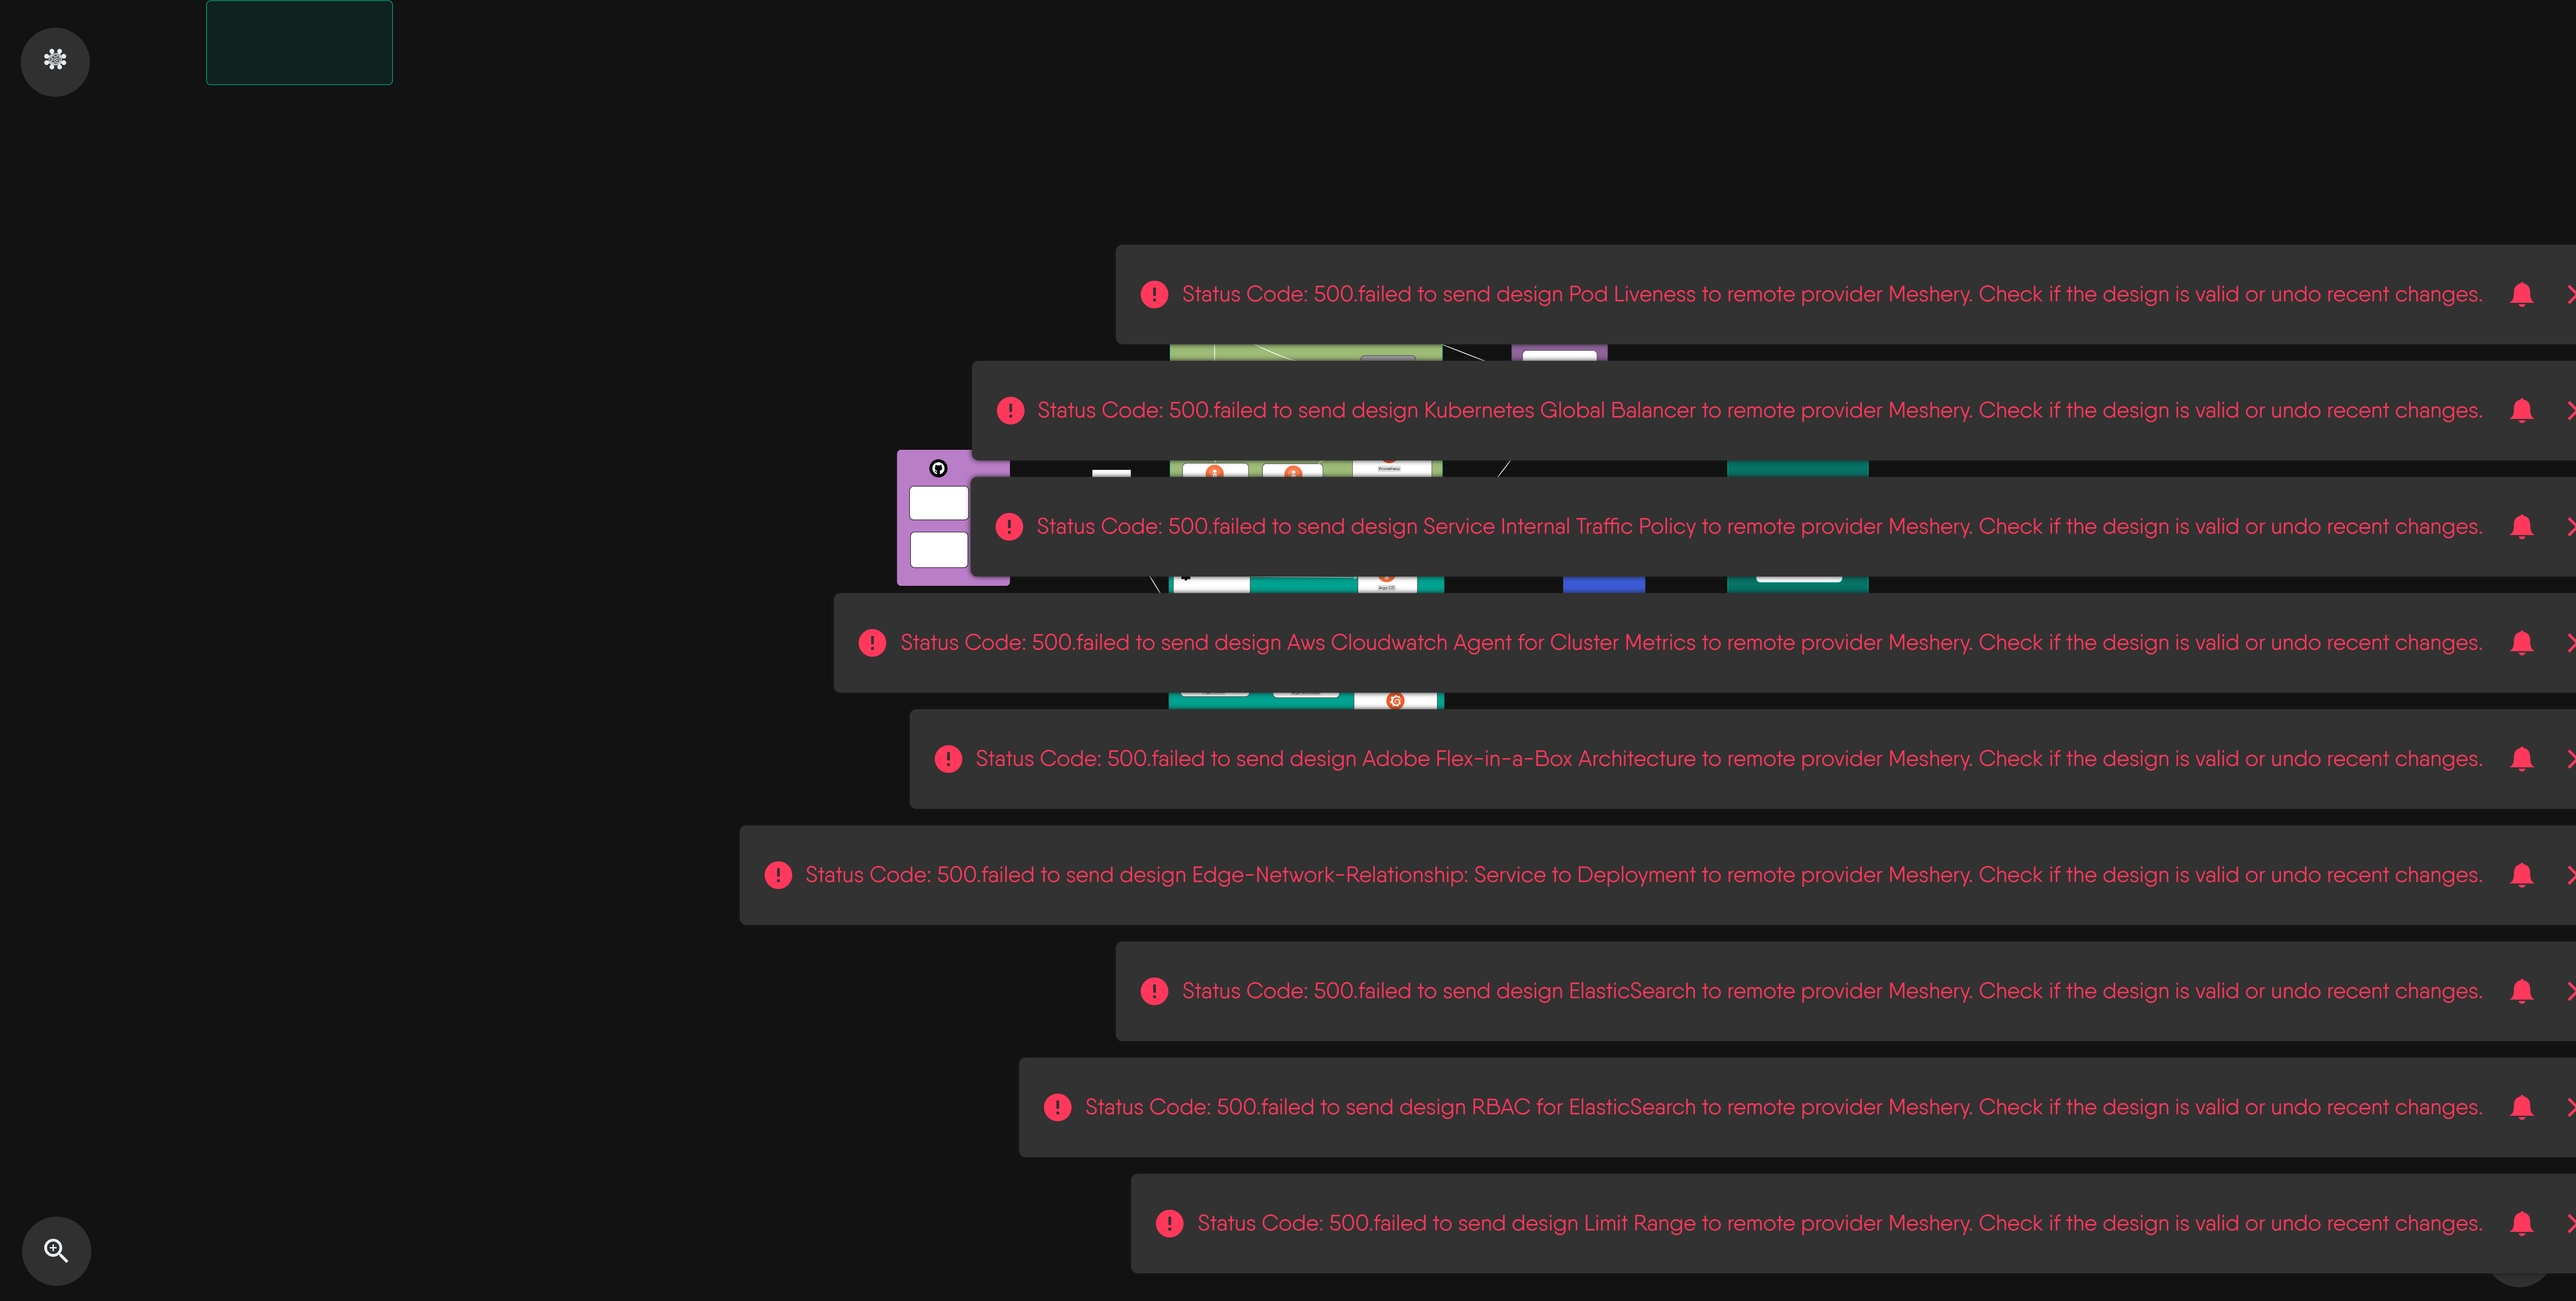 Status Code: 500.failed to send design Pod Liveness to remote provider Meshery. Check if the design is valid or undo recent changes.
Status Code: 500.failed to send design Kubernetes Global Balancer to remote provider Meshery. Check if the design is valid or undo recent changes.
Prometheus
Status Code: 500.failed to send design Service Internal Traffic Policy to remote provider Meshery. Check if the design is valid or undo recent changes.
Argo CD
Status Code: 500.failed to send design Aws Cloudwatch Agent for Cluster Metrics to remote provider Meshery. Check if the design is valid or undo recent changes.
Status Code: 500.failed to send design Adobe Flex-in-a-Box Architecture to remote provider Meshery. Check if the design is valid or undo recent changes.
Status Code: 500.failed to send design Edge-Network-Relationship: Service to Deployment to remote provider Meshery. Check if the design is valid or undo recent changes.
Status Code: 500.failed to send design ElasticSearch to remote provider Meshery. Check if the design is valid or undo recent changes.
Status Code: 500.failed to send design RBAC for ElasticSearch to remote provider Meshery. Check if the design is valid or undo recent changes.
Status Code: 500.failed to send design Limit Range to remote provider Meshery. Check if the design is valid or undo recent changes.